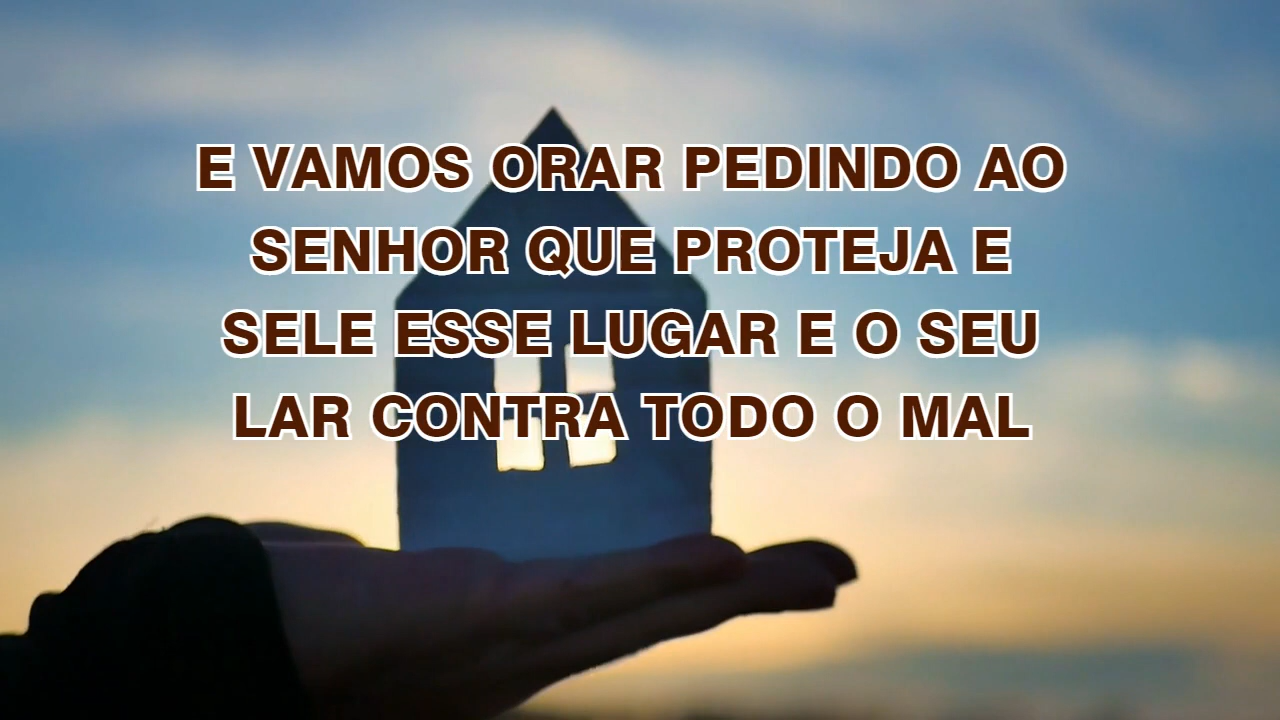 E VAMOS ORAR PEDINDO AO
SENHOR QUE PROTEJA E
SELE ESSE LUGAR E O SEU
LAR CONTRA TODO O MAL